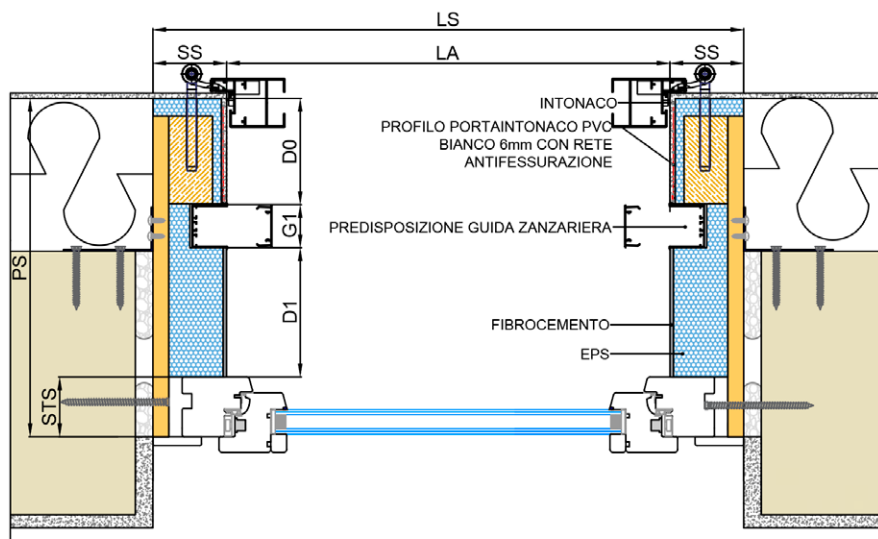 LS
SS
LA
SS
INTONACO
PROFILO PORTAINTONACO PVC
BIANCO 6mm CON RETE
ANTIFESSURAZIONE
D0
G1
PREDISPOSIZIONE GUIDA ZANZARIERA
PS
D1
FIBROCEMENTO
EPS
STS